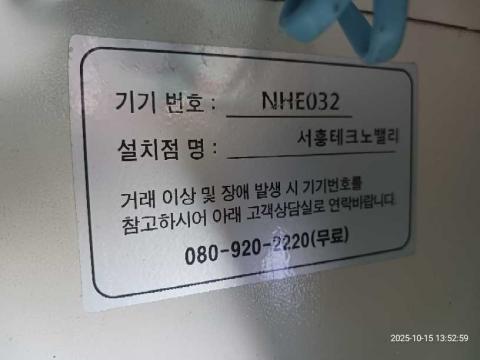 기기 번호 : NHE032
설치점 명 : 서흥테크노밸리
거래 이상 및 장애 발생 시 기기번호를
참고하시어 아래 고객상담실로 연락바랍니다.
080-920-2220(무료)
2025-10-15 13:52:59